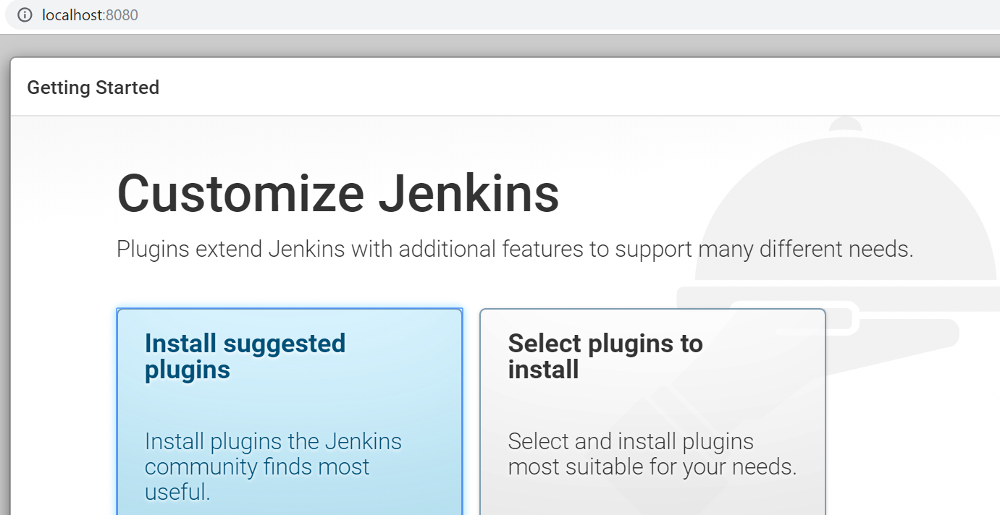 localhost:8080
Getting Started
Customize Jenkins
Plugins extend Jenkins with additional features to support many different needs.
Install suggested
plugins
Install plugins the Jenkins
community finds most
useful.
Select plugins to
install
Select and install plugins
most suitable for your needs.